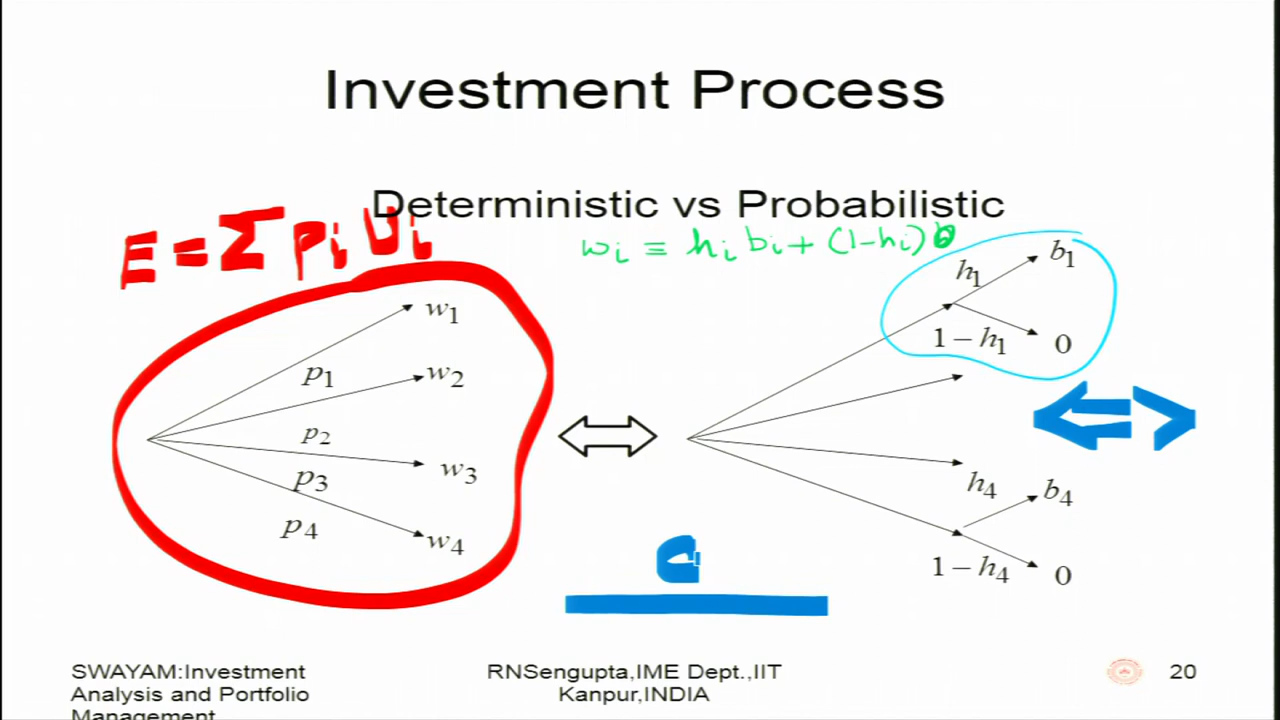 Investment Process
Deterministic vs Probabilistic
E = Σ pi Ui
wi ≡ hi bi + (1-hi) 0
w1
p1
w2
p2
w3
p3
p4
w4
h1
b1
1 − h1
0
h4
b4
1 − h4
0
SWAYAM:Investment
Analysis and Portfolio
Management
RNSengupta,IME Dept.,IIT
Kanpur,INDIA
20